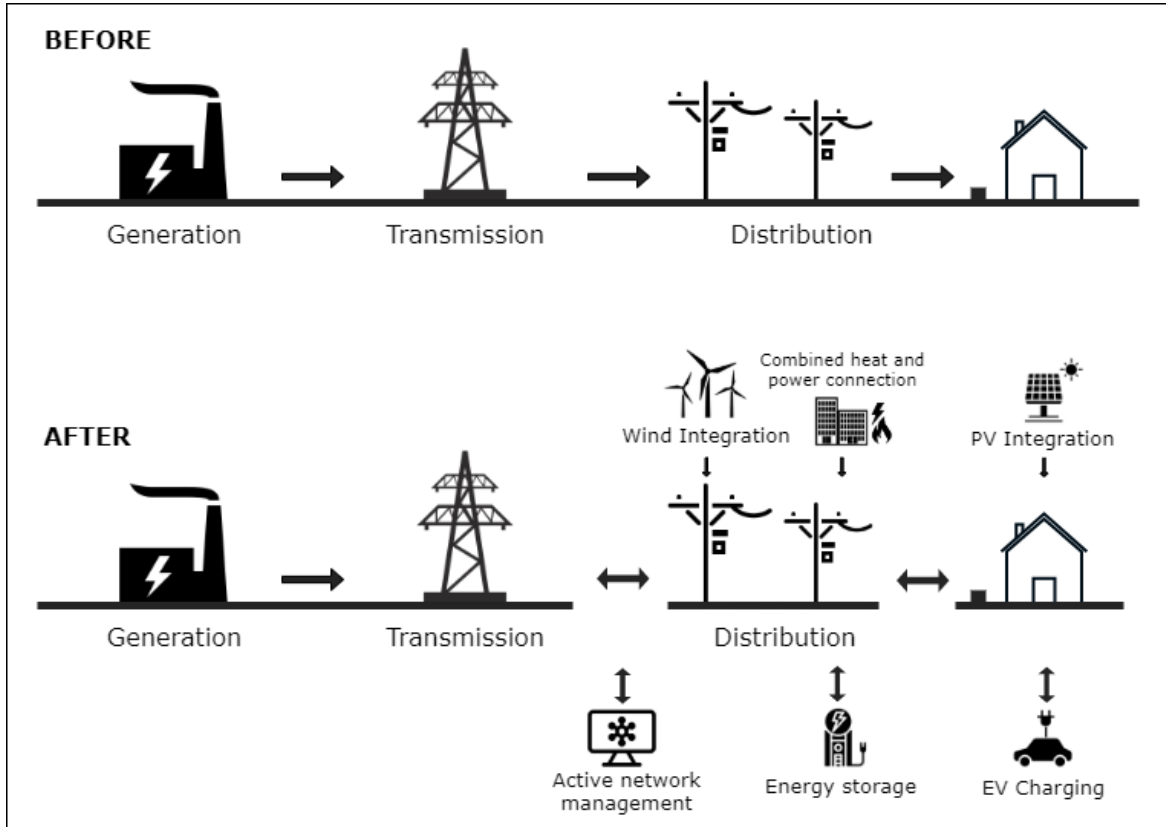 BEFORE
Generation
Transmission
Distribution
Combined heat and
power connection
Wind Integration
PV Integration
AFTER
Generation
Transmission
Distribution
Active network
management
Energy storage
EV Charging